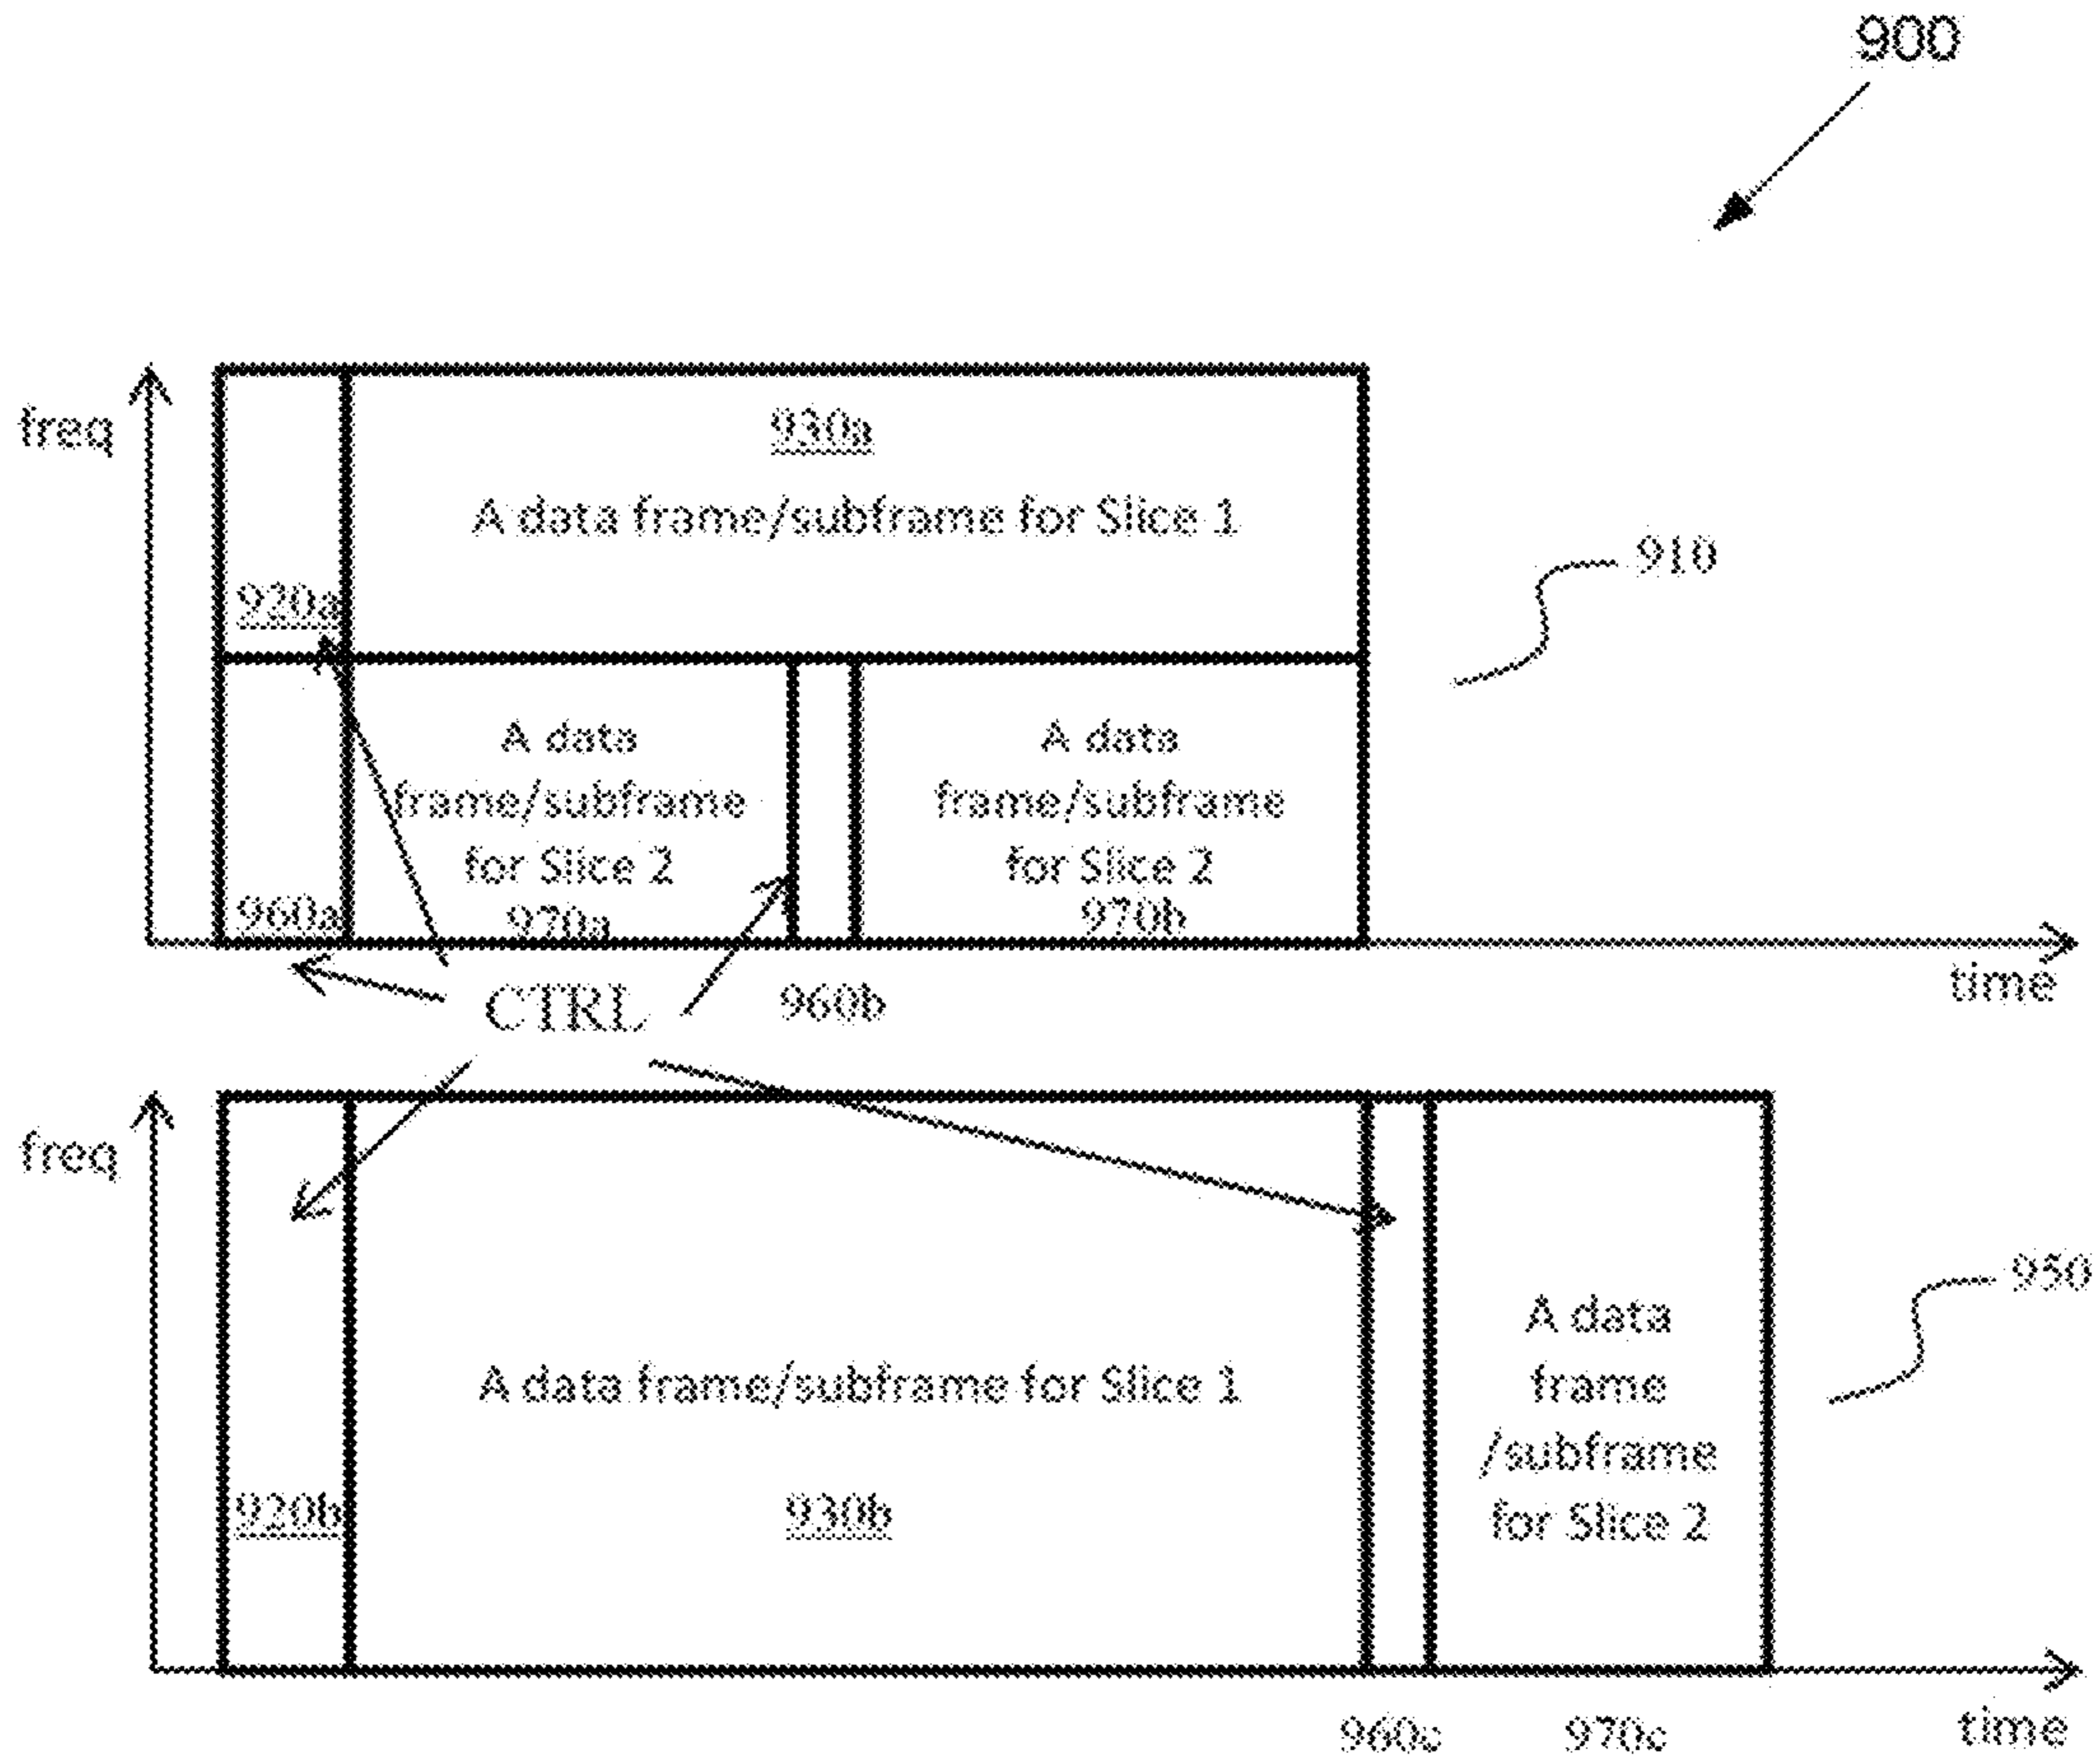 900
freq
930a
A data frame/subframe for Slice 1
910
920a
A data
frame/subframe
for Slice 2
970a
A data
frame/subframe
for Slice 2
970b
960a
time
CTRL
960b
freq
950
A data frame/subframe for Slice 1
A data
frame
/subframe
for Slice 2
920b
930b
960c
970c
time